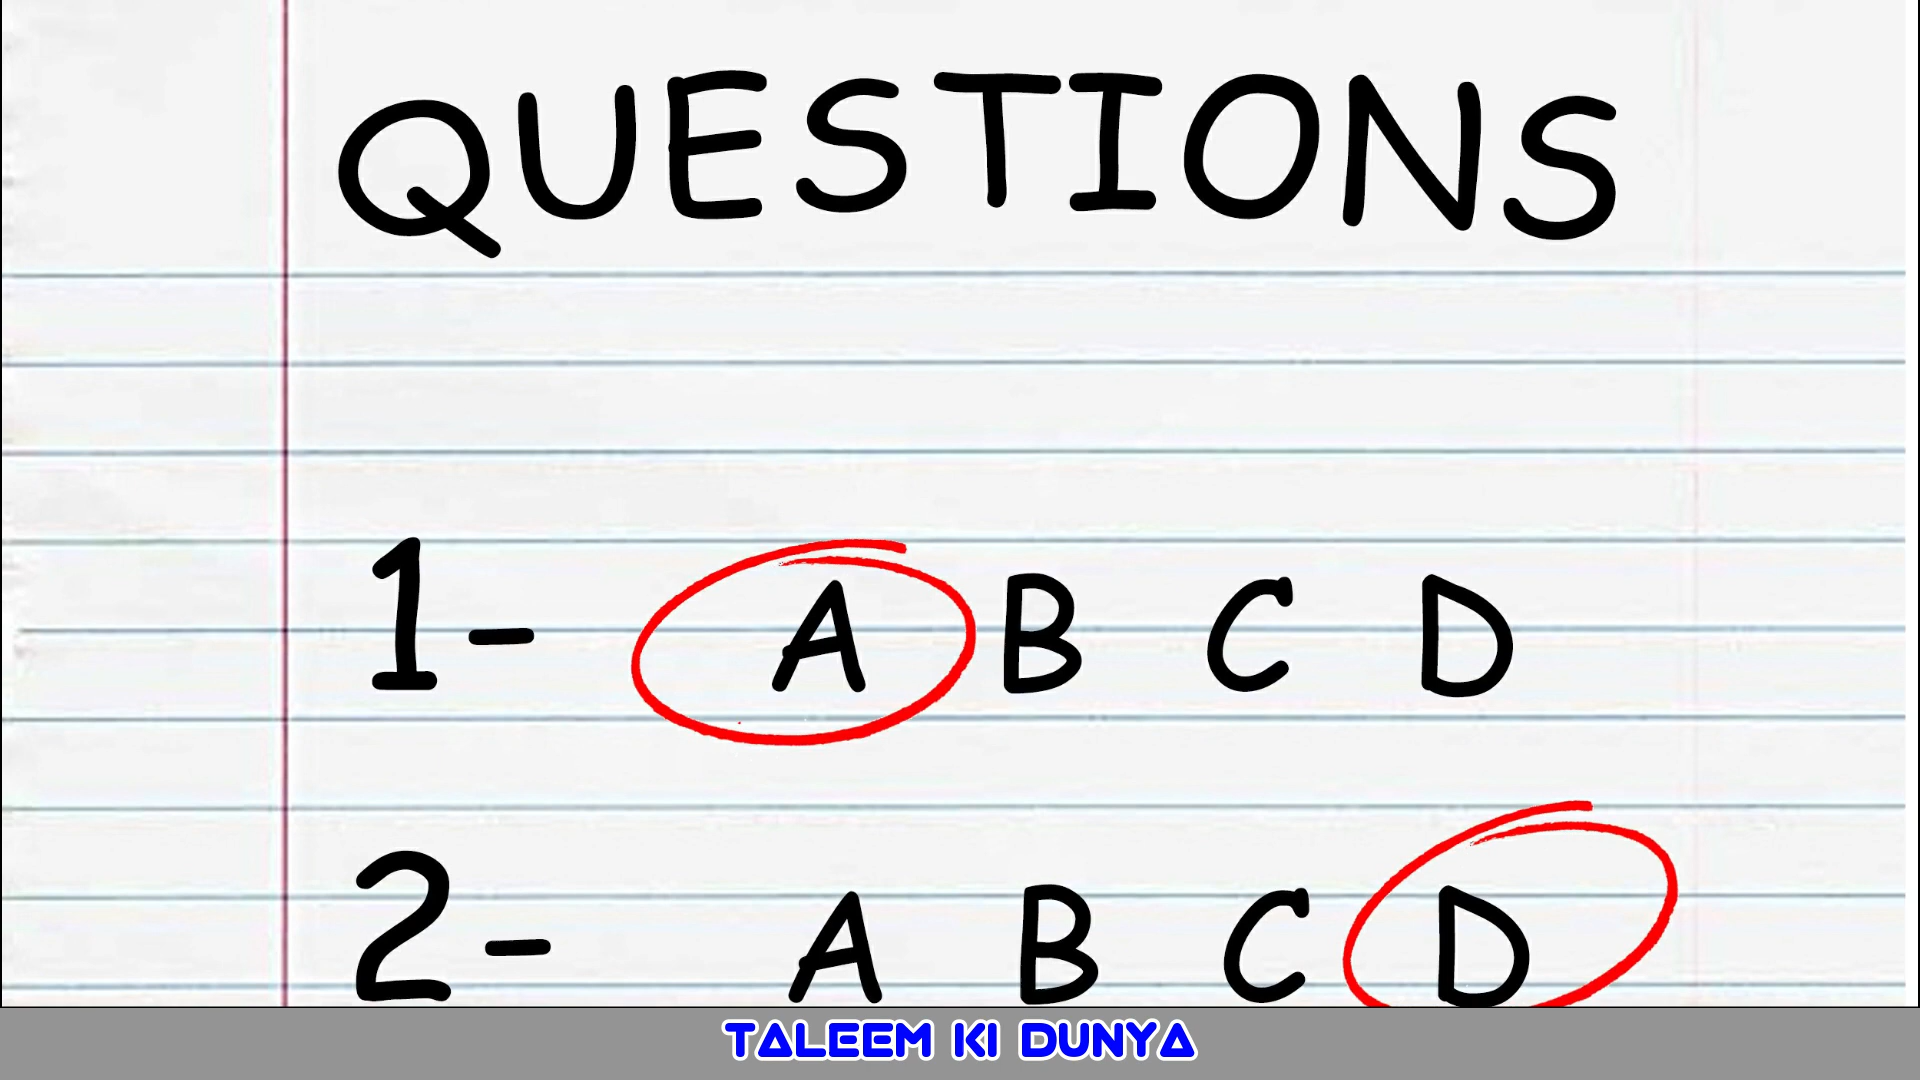 QUESTIONS
1- A B C D
2- A B C D
TALEEM KI DUNYA